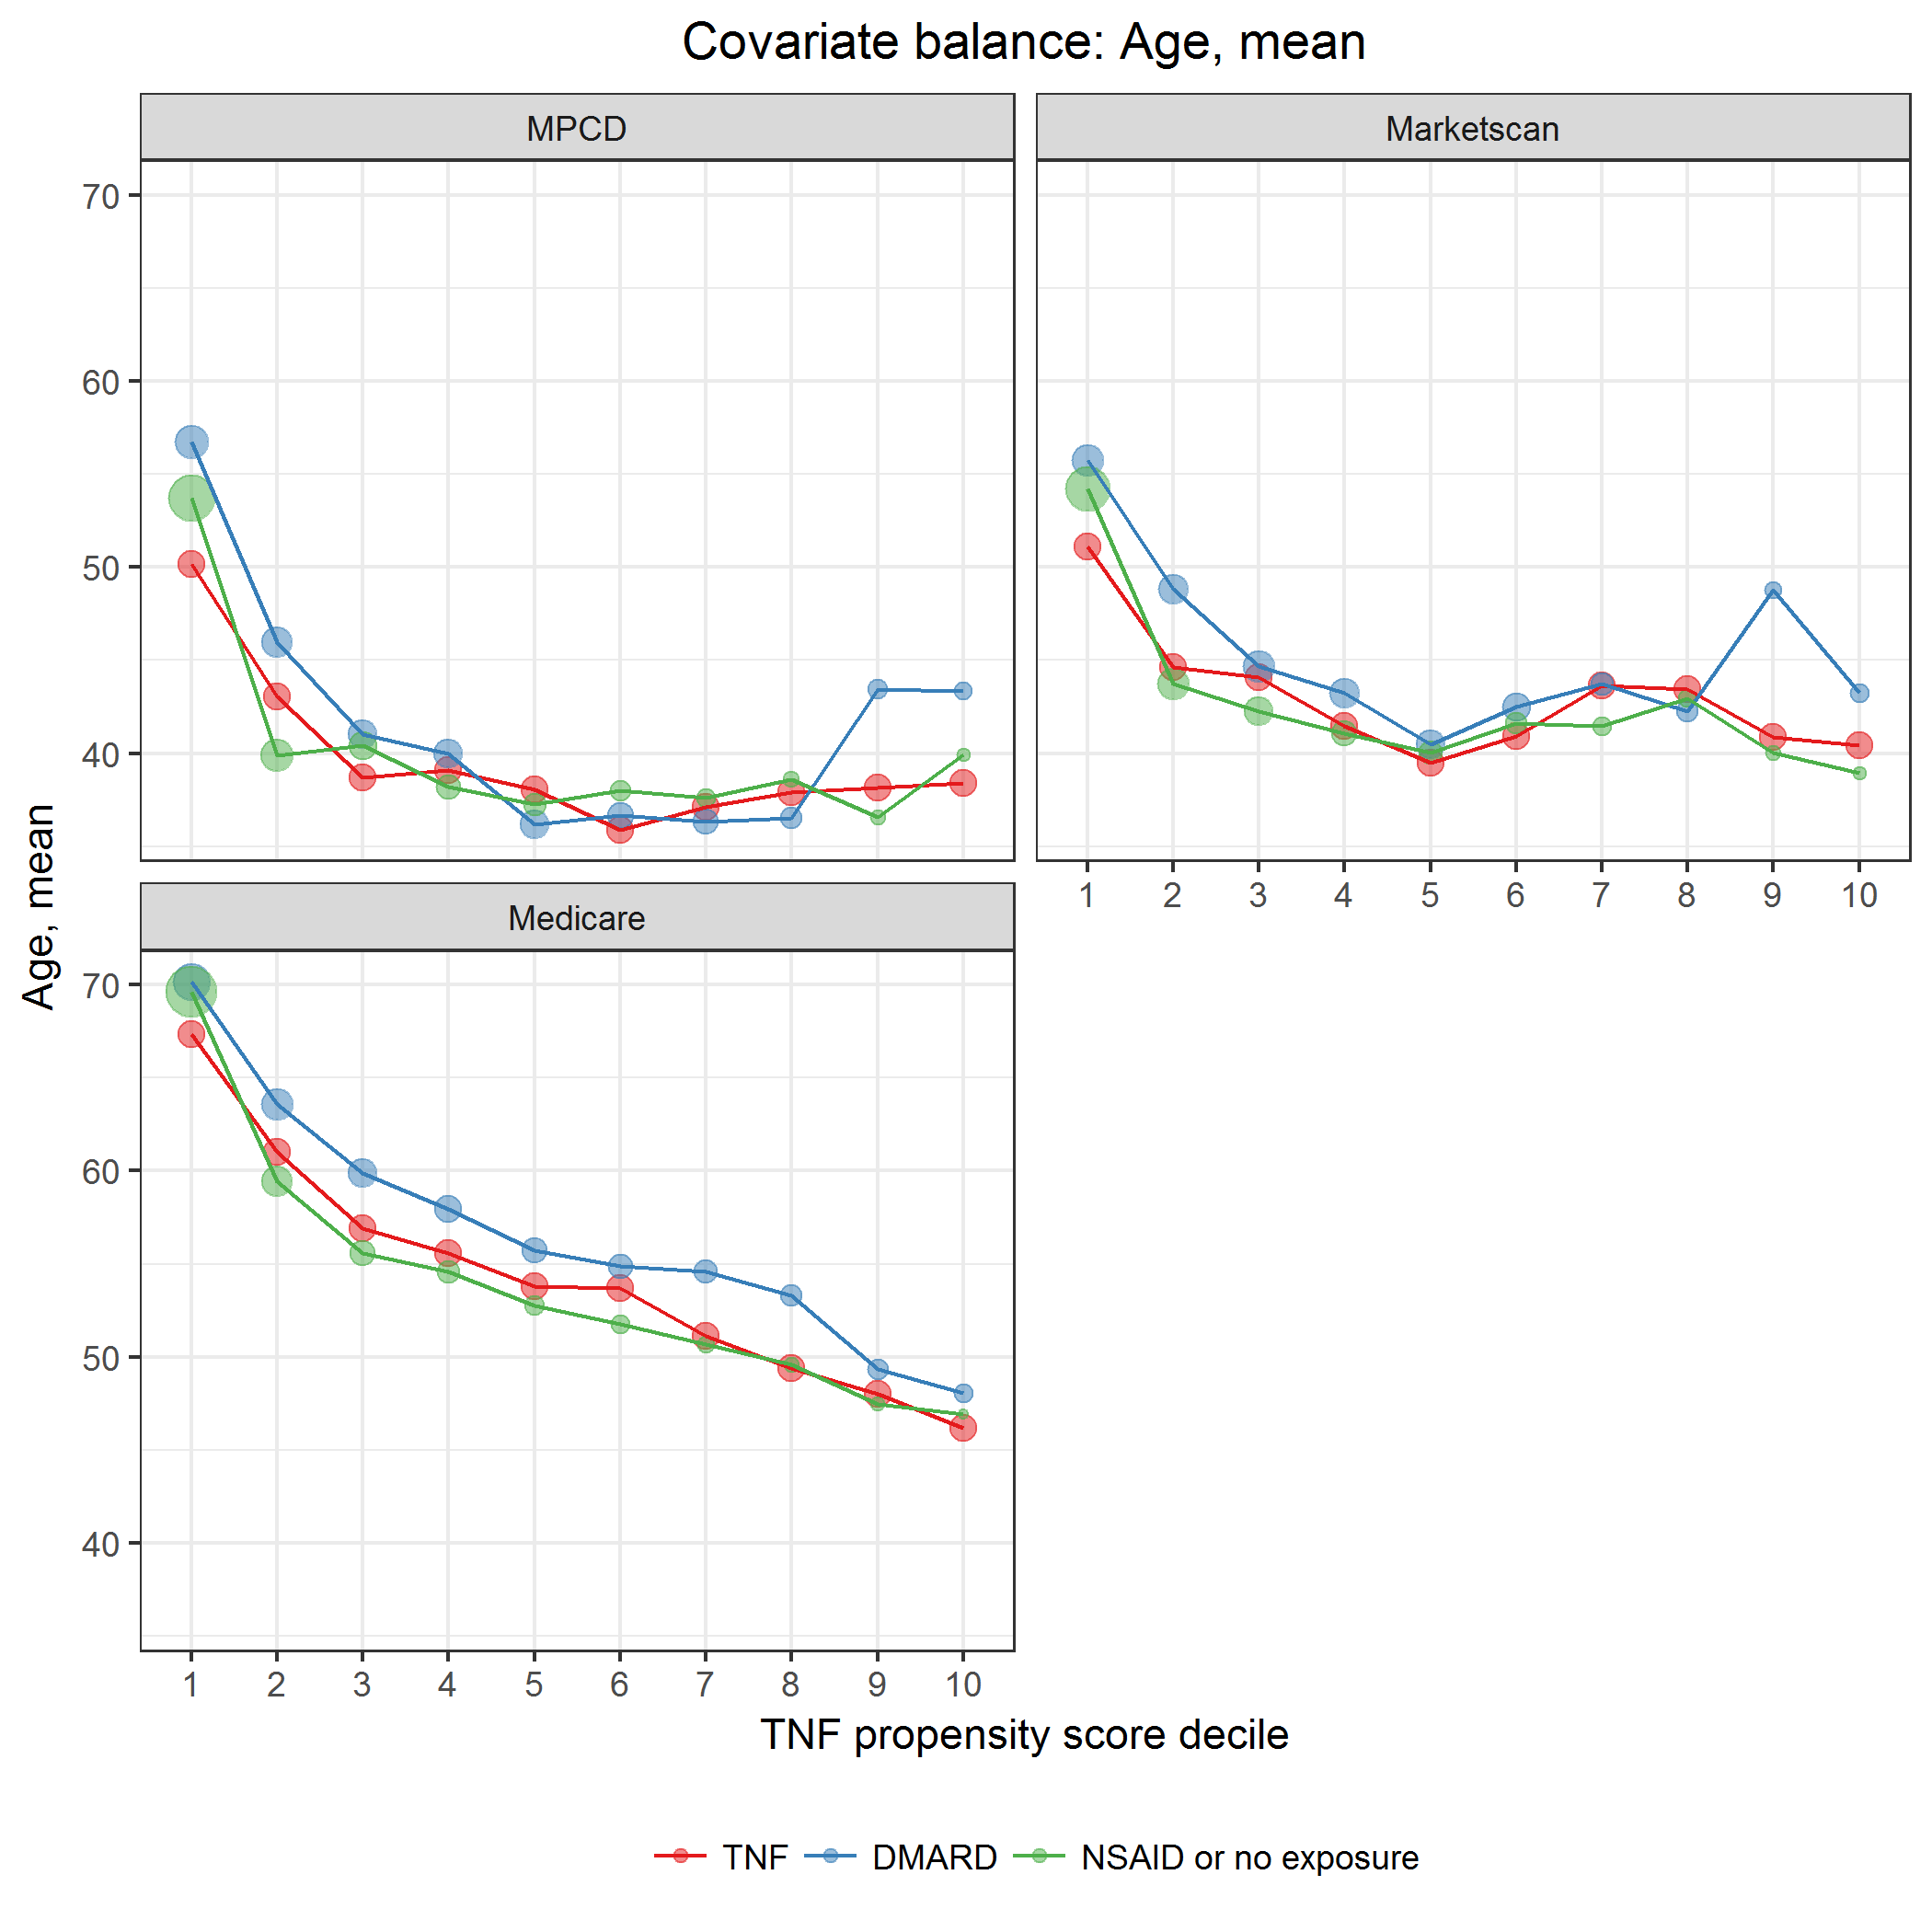 Covariate balance: Age, mean
MPCD
Marketscan
70
60
50
40
1 2 3 4 5 6 7 8 9 10
Medicare
70
60
50
40
1 2 3 4 5 6 7 8 9 10
Age, mean
TNF propensity score decile
TNF DMARD NSAID or no exposure